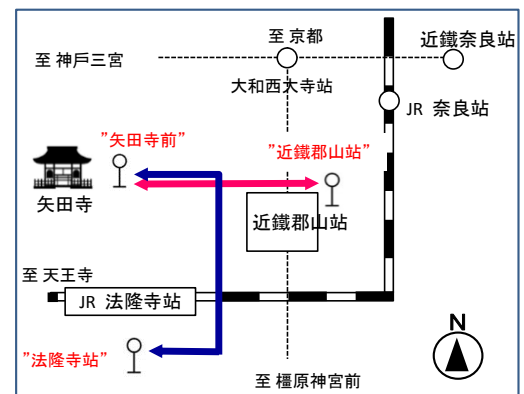 至 京都
近鐵奈良站
至 神戶三宮
大和西大寺站
JR 奈良站
"矢田寺前"
"近鐵郡山站"
矢田寺
近鐵郡山站
至 天王寺
JR 法隆寺站
"法隆寺站"
N
至 橿原神宮前